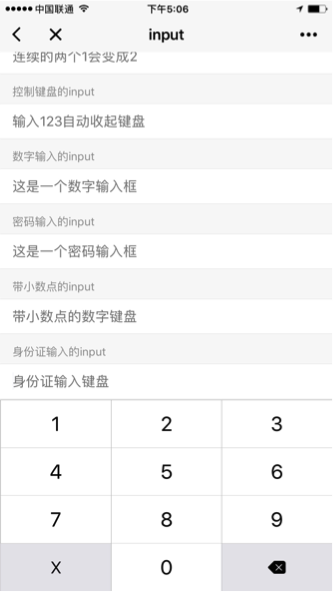 中国联通 下午5:06
input
连续的两个1会变成2
控制键盘的input
输入123自动收起键盘
数字输入的input
这是一个数字输入框
密码输入的input
这是一个密码输入框
带小数点的input
带小数点的数字键盘
身份证输入的input
身份证输入键盘
1 2 3
4 5 6
7 8 9
X 0